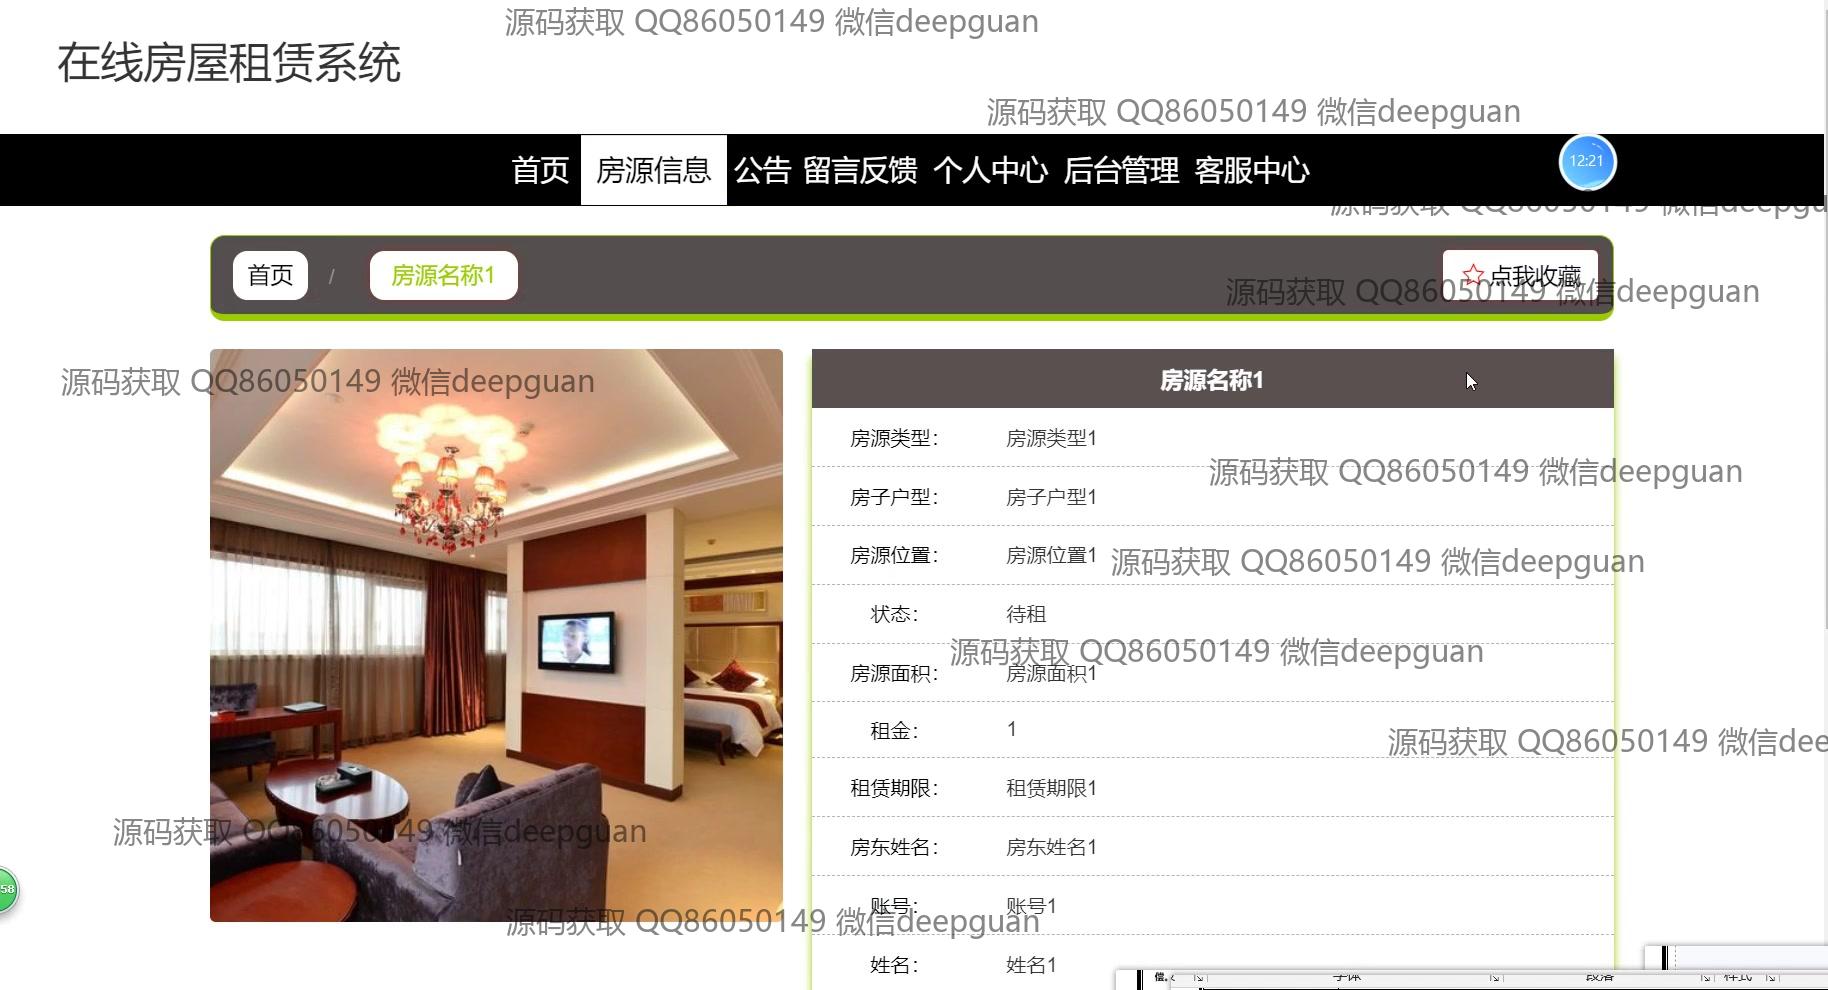 源码获取 QQ86050149 微信deepguan
在线房屋租赁系统
源码获取 QQ86050149 微信deepguan
首页 房源信息 公告 留言反馈 个人中心 后台管理 客服中心 12:21
源码获取 QQ86050149 微信deepgu
首页 / 房源名称1 ☆点我收藏
源码获取 QQ86050149 微信deepguan
房源名称1
源码获取 QQ86050149 微信deepguan
房源类型： 房源类型1
源码获取 QQ86050149 微信deepguan
房子户型： 房子户型1
房源位置： 房源位置1
源码获取 QQ86050149 微信deepguan
状态： 待租
源码获取 QQ86050149 微信deepguan
房源面积： 房源面积1
租金： 1
源码获取 QQ86050149 微信dee
租赁期限： 租赁期限1
源码获取 QQ86050149 微信deepguan
房东姓名： 房东姓名1
58
账号： 账号1
源码获取 QQ86050149 微信deepguan
姓名： 姓名1
字体 段落 样式